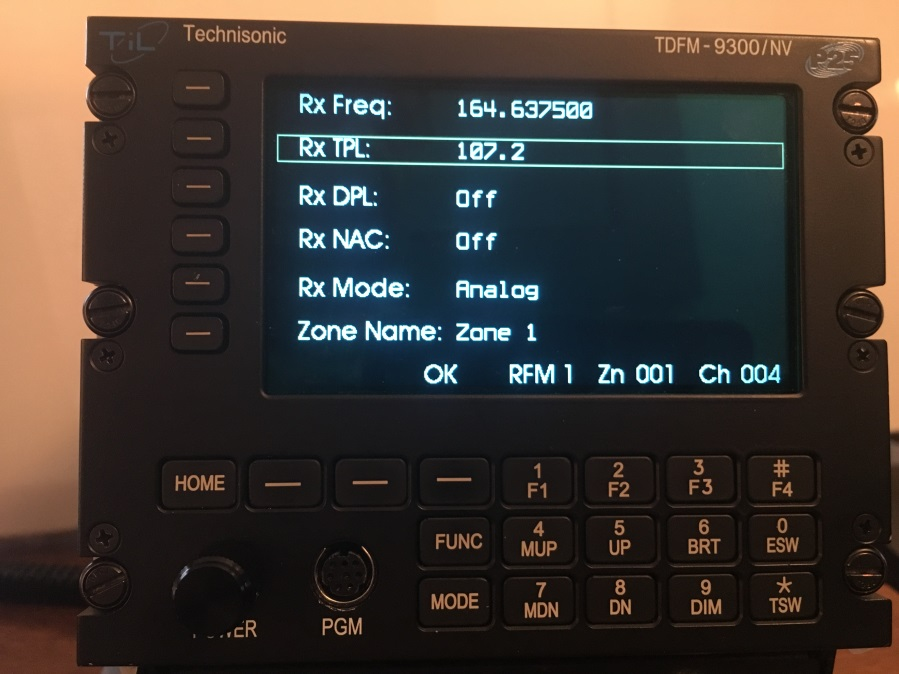 TiL Technisonic TDFM-9300/NV P25
Rx Freq: 164.637500
Rx TPL: 107.2
Rx DPL: Off
Rx NAC: Off
Rx Mode: Analog
Zone Name: Zone 1
OK RFM 1 Zn 001 Ch 004
HOME 1 F1 2 F2 3 F3 # F4
FUNC 4 MUP 5 UP 6 BRT 0 ESW
MODE 7 MDN 8 DN 9 DIM * TSW
POWER PGM